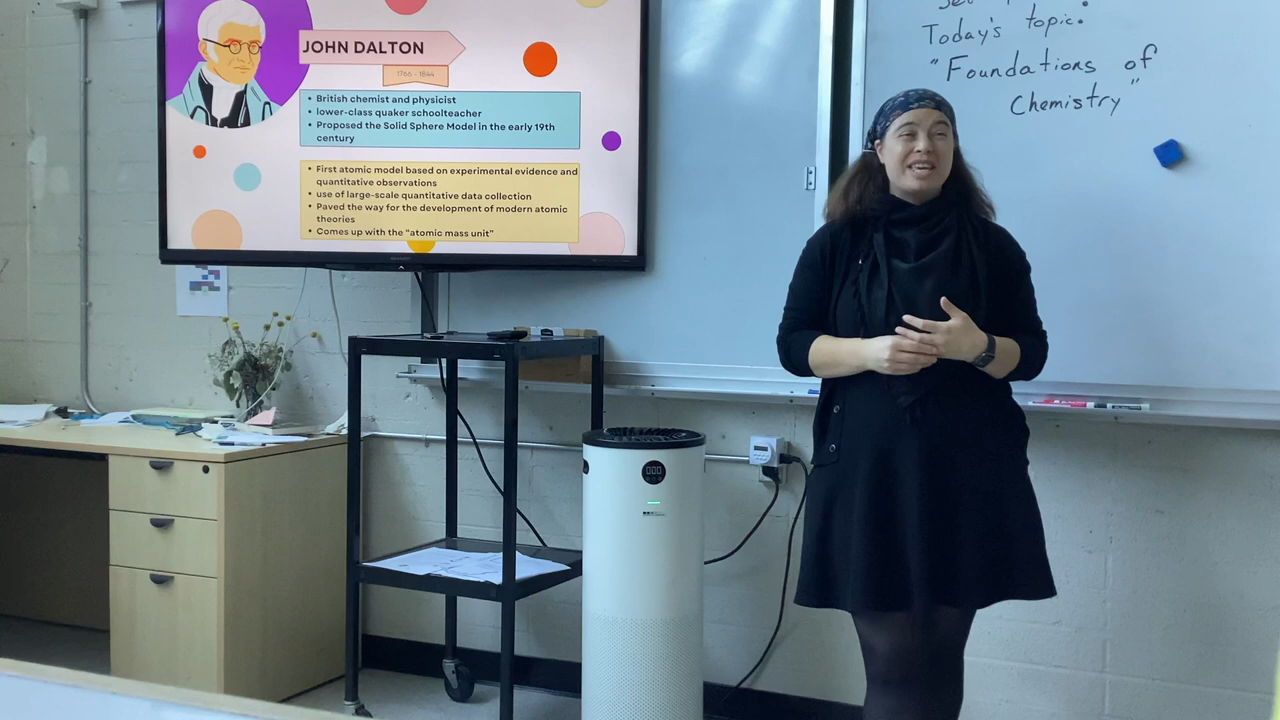 JOHN DALTON
1766 - 1844
• British chemist and physicist
• lower-class quaker schoolteacher
• Proposed the Solid Sphere Model in the early 19th
century
• First atomic model based on experimental evidence and
quantitative observations
• use of large-scale quantitative data collection
• Paved the way for the development of modern atomic
theories
• Comes up with the "atomic mass unit"
SHARP
Today's topic:
"Foundations of
Chemistry"